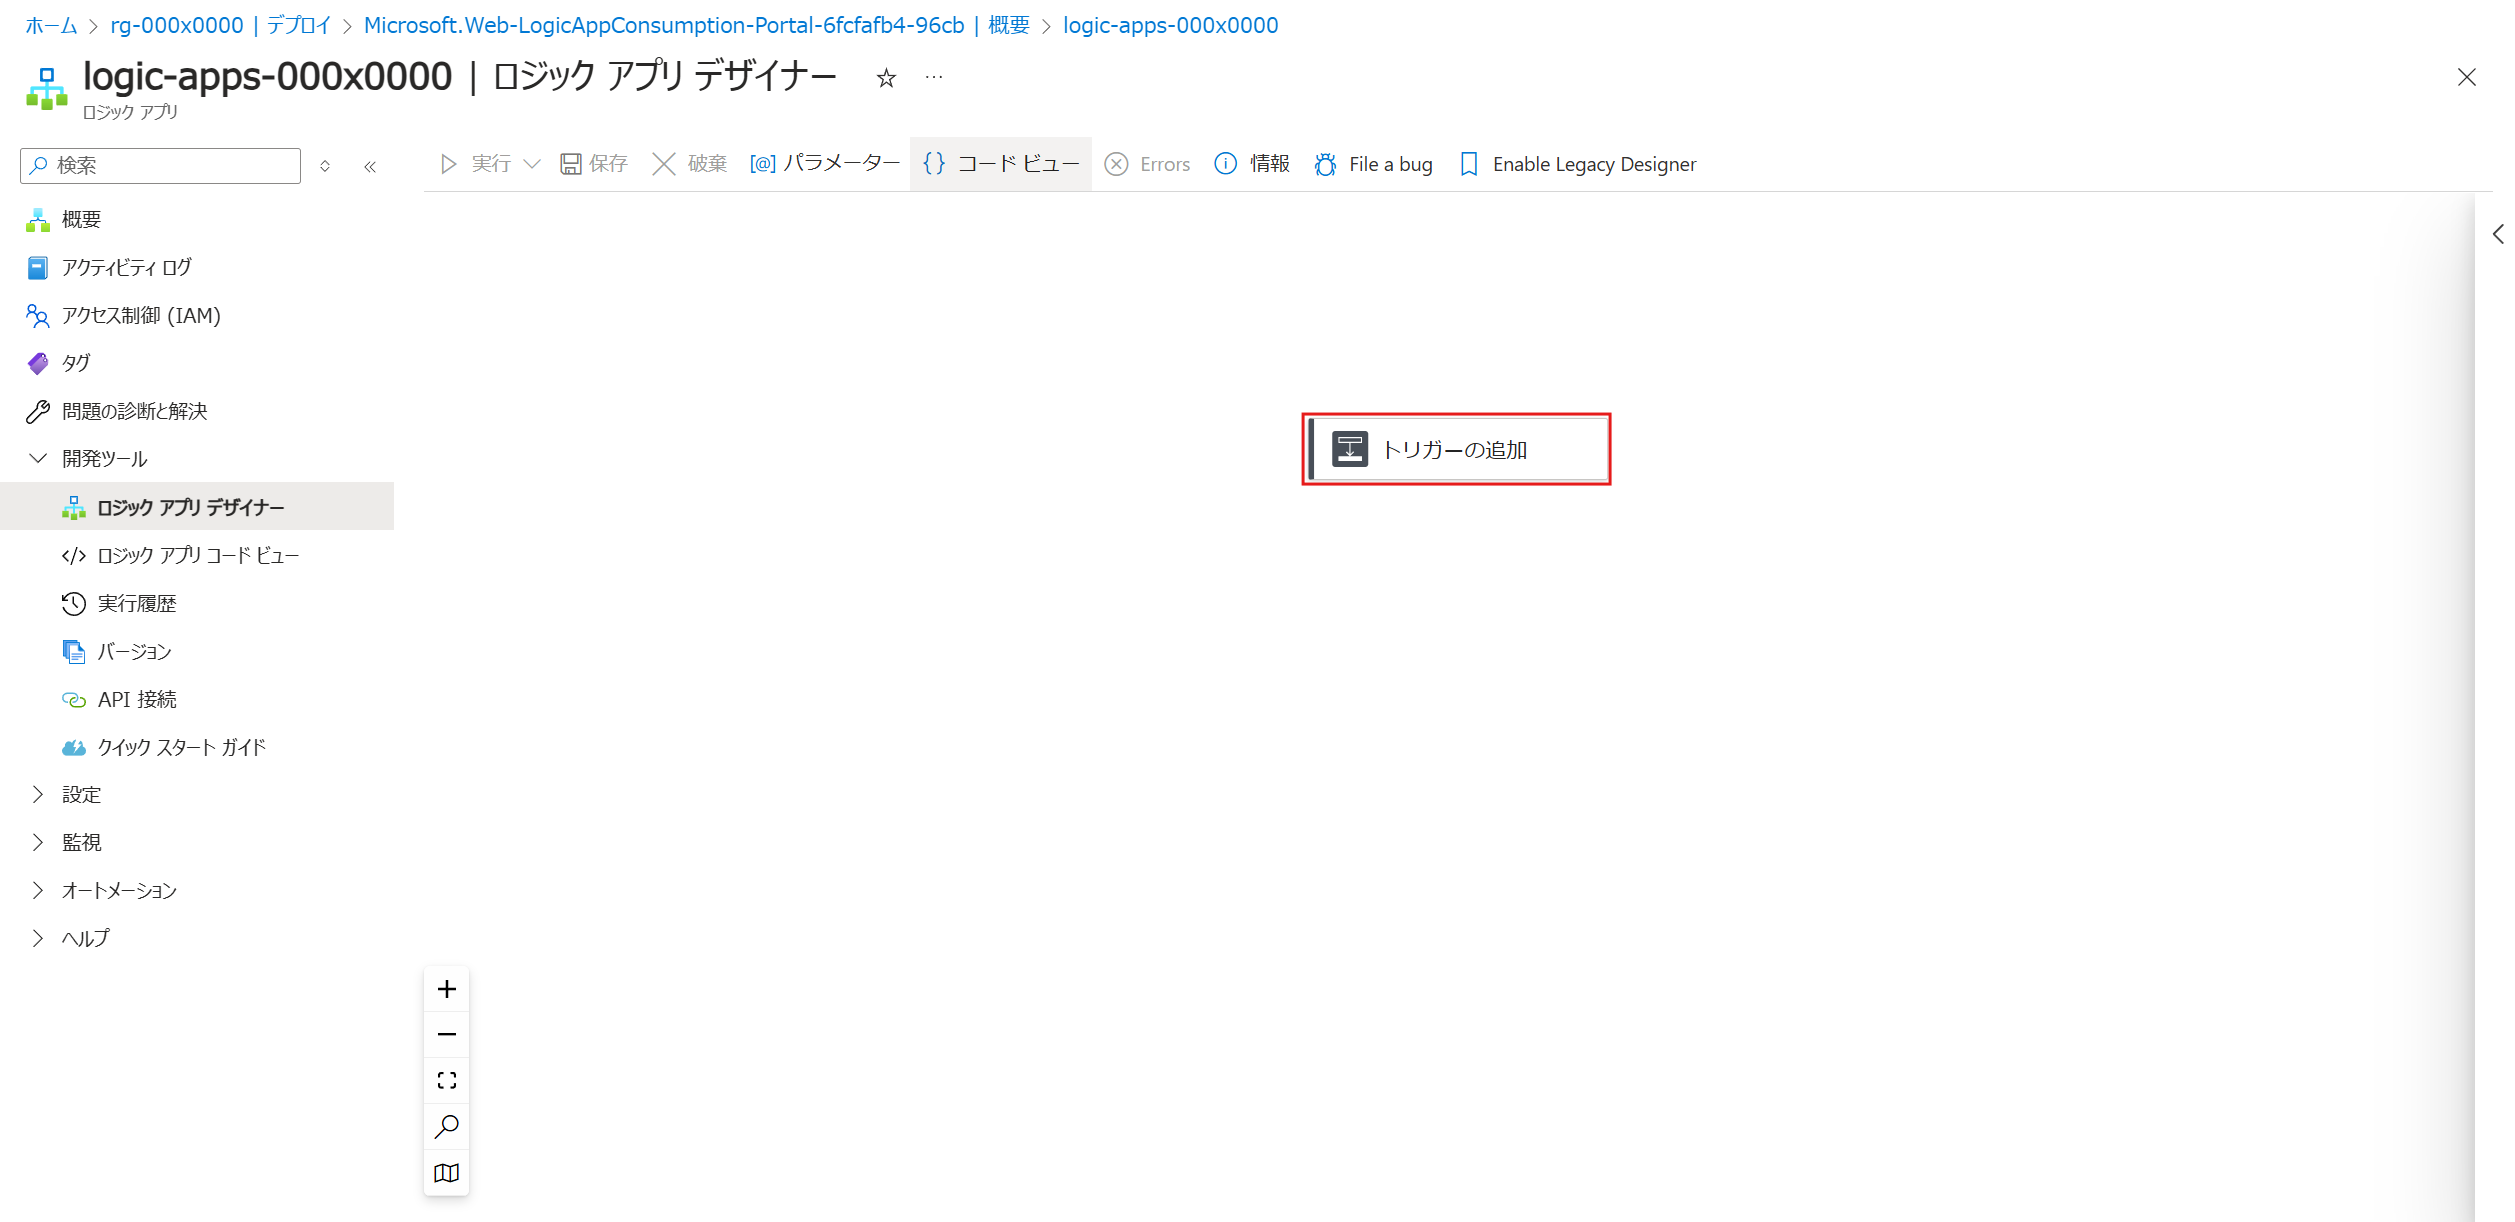 ホーム > rg-000x0000 | デプロイ > Microsoft.Web-LogicAppConsumption-Portal-6fcfafb4-96cb | 概要 > logic-apps-000x0000
logic-apps-000x0000 | ロジック アプリ デザイナー
ロジック アプリ
検索
実行 保存 破棄 [@] パラメーター {} コード ビュー Errors 情報 File a bug Enable Legacy Designer
概要
アクティビティ ログ
アクセス制御 (IAM)
タグ
問題の診断と解決
開発ツール
ロジック アプリ デザイナー
ロジック アプリ コード ビュー
実行履歴
バージョン
API 接続
クイック スタート ガイド
設定
監視
オートメーション
ヘルプ
トリガーの追加